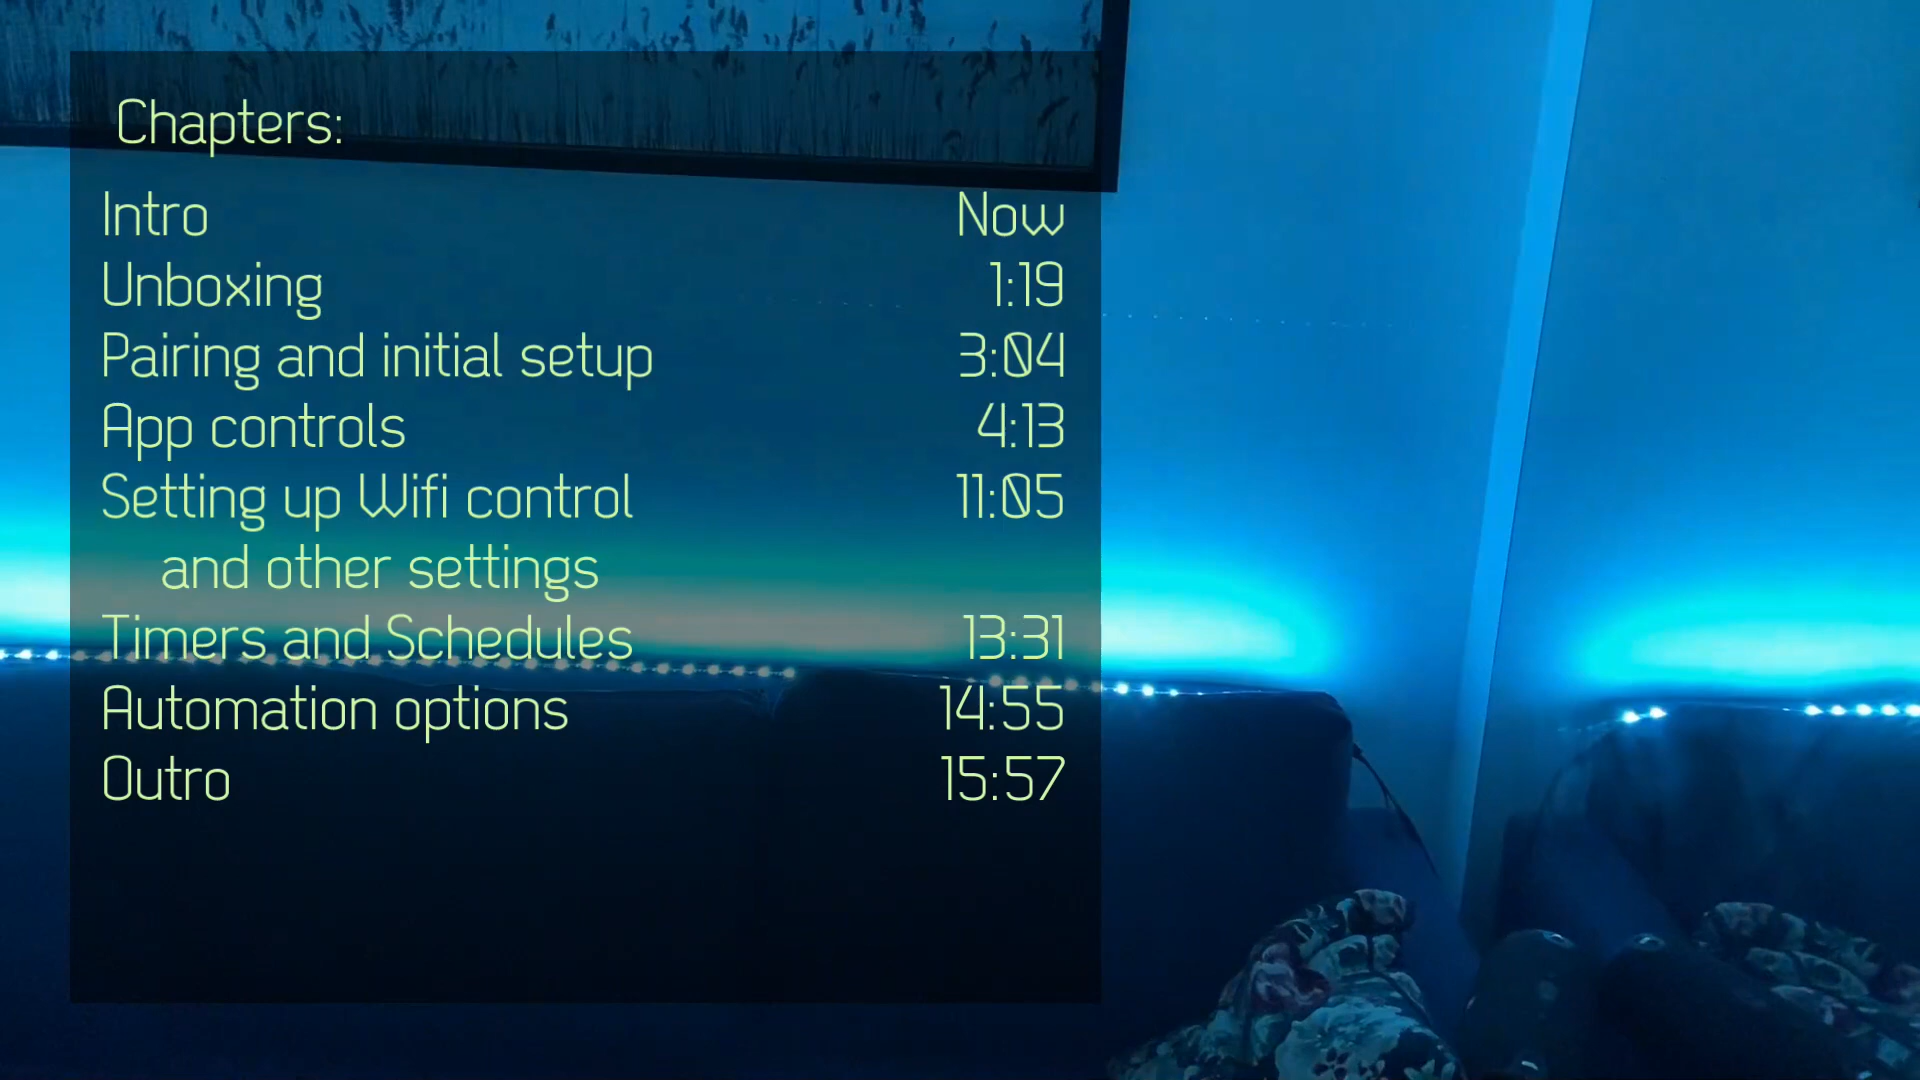 Chapters:
Intro Now
Unboxing 1:19
Pairing and initial setup 3:04
App controls 4:13
Setting up Wifi control 11:05
and other settings
Timers and Schedules 13:31
Automation options 14:55
Outro 15:57